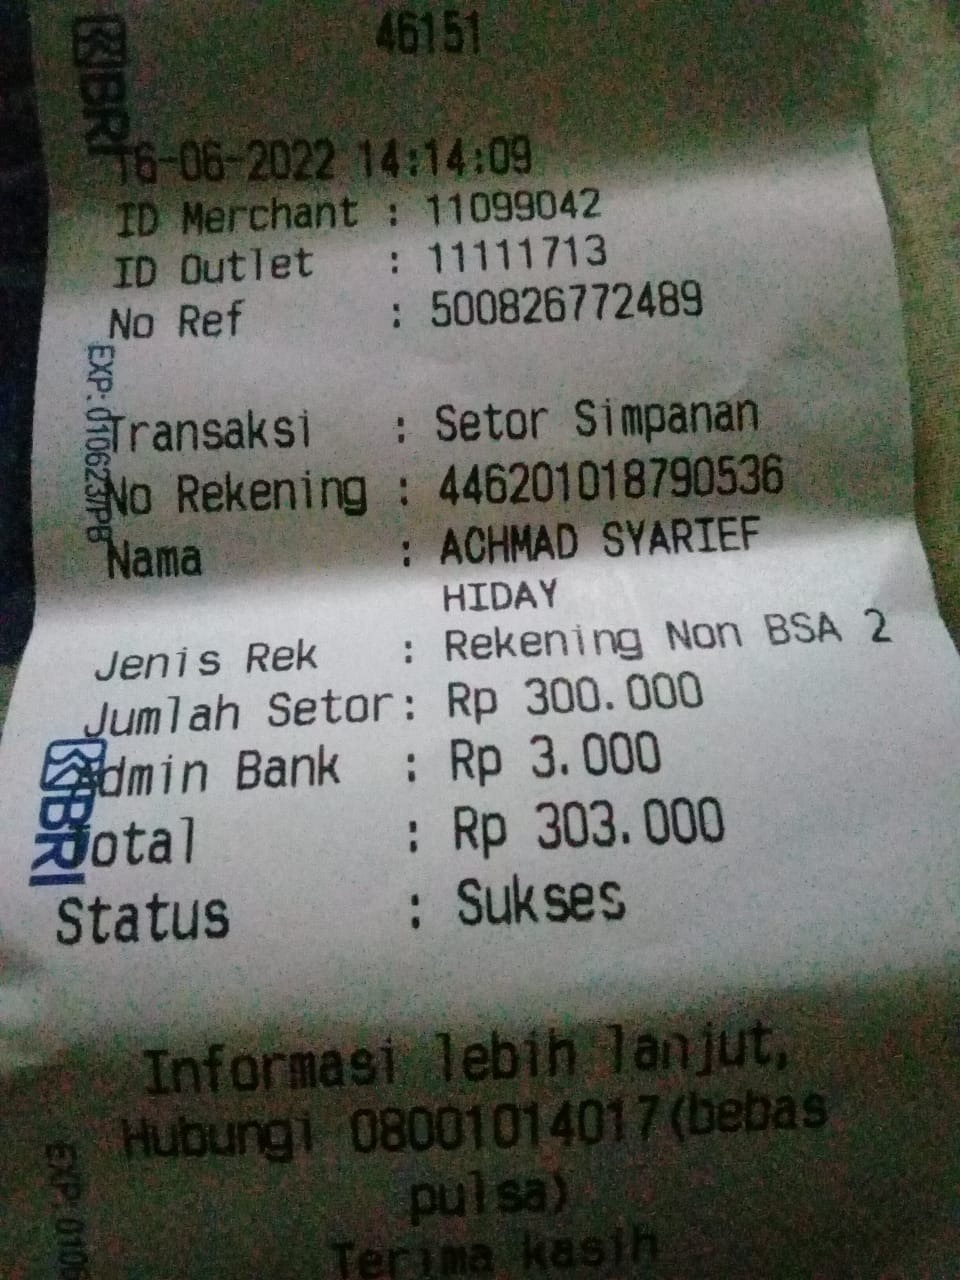 46151
BRI
16-06-2022 14:14:09
ID Merchant : 11099042
ID Outlet : 11111713
No Ref : 500826772489
EXP: 010623TPB
Transaksi : Setor Simpanan
No Rekening : 446201018790536
Nama : ACHMAD SYARIEF
HIDAY
Jenis Rek : Rekening Non BSA 2
Jumlah Setor: Rp 300.000
Admin Bank : Rp 3.000
BRI
Total : Rp 303.000
Status : Sukses
Informasi lebih lanjut,
Hubungi 08001014017(bebas
pulsa)
Terima kasih